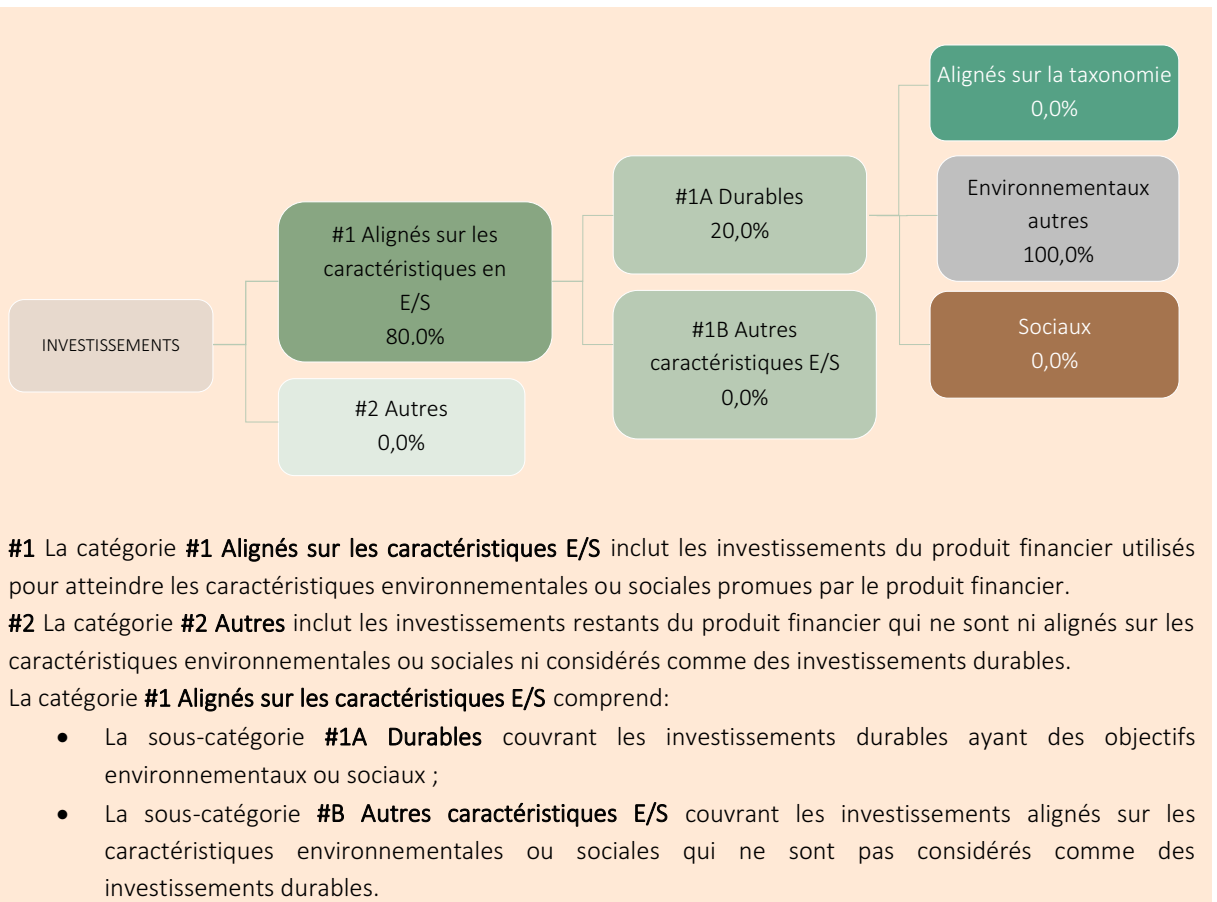 INVESTISSEMENTS
#1 Alignés sur les
caractéristiques en
E/S
80,0%
#2 Autres
0,0%
#1A Durables
20,0%
#1B Autres
caractéristiques E/S
0,0%
Alignés sur la taxonomie
0,0%
Environnementaux
autres
100,0%
Sociaux
0,0%
#1 La catégorie #1 Alignés sur les caractéristiques E/S inclut les investissements du produit financier utilisés
pour atteindre les caractéristiques environnementales ou sociales promues par le produit financier.
#2 La catégorie #2 Autres inclut les investissements restants du produit financier qui ne sont ni alignés sur les
caractéristiques environnementales ou sociales ni considérés comme des investissements durables.
La catégorie #1 Alignés sur les caractéristiques E/S comprend:
• La sous-catégorie #1A Durables couvrant les investissements durables ayant des objectifs
environnementaux ou sociaux ;
• La sous-catégorie #B Autres caractéristiques E/S couvrant les investissements alignés sur les
caractéristiques environnementales ou sociales qui ne sont pas considérés comme des
investissements durables.